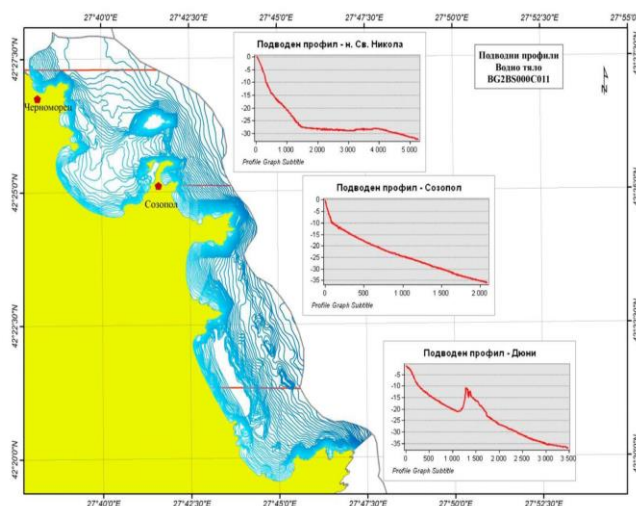 27°40'0"E 27°42'30"E 27°45'0"E 27°47'30"E 27°50'0"E 27°52'30"E 27°55'0"E
42°27'30"N
42°25'0"N
42°22'30"N
42°20'0"N
Подводен профил - н. Св. Никола
0
-5
-10
-15
-20
-25
-30
0 1 000 2 000 3 000 4 000 5 000
Profile Graph Subtitle
Подводни профили
Водно тяло
BG2BS000C011
N
Черноморец
Созопол
Подводен профил - Созопол
0
-5
-10
-15
-20
-25
-30
-35
0 500 1 000 1 500 2 000
Profile Graph Subtitle
Подводен профил - Дюни
-5
-10
-15
-20
-25
-30
-35
0 500 1 000 1 500 2 000 2 500 3 000 3 500
Profile Graph Subtitle
27°40'0"E 27°42'30"E 27°45'0"E 27°47'30"E 27°50'0"E 27°52'30"E